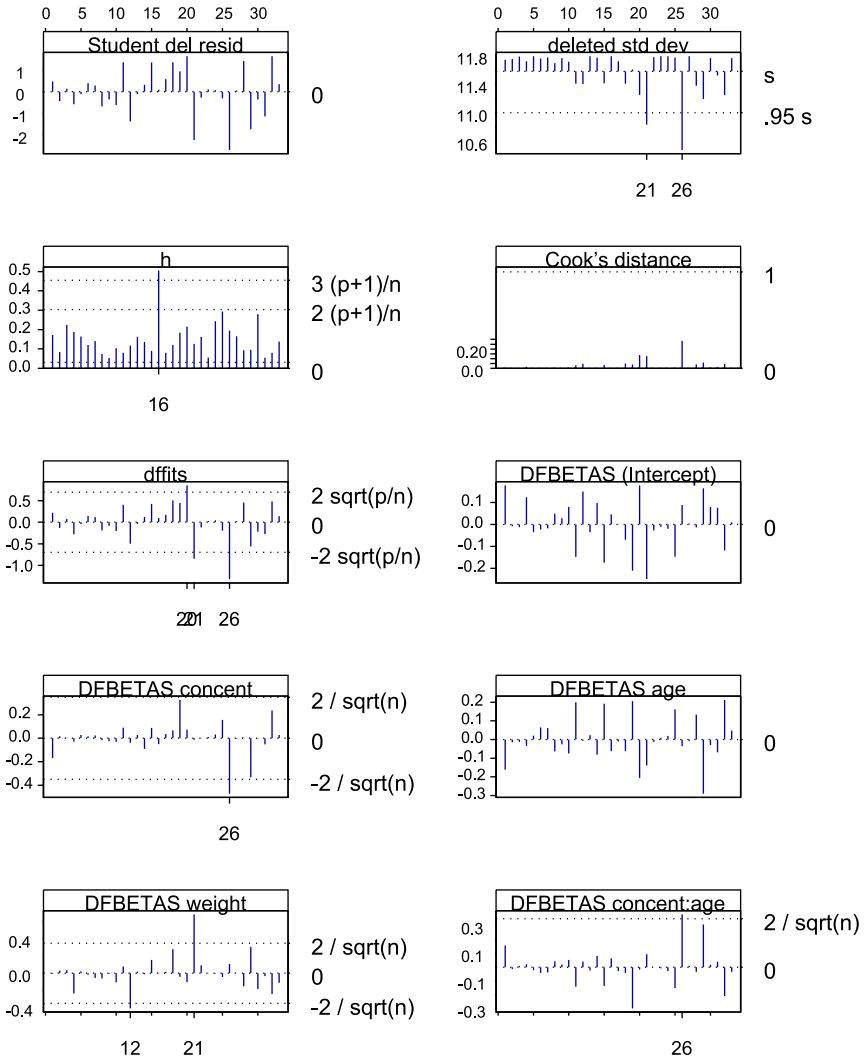 0 5 10 15 20 25 30
0 5 10 15 20 25 30
Student del resid
1
0
-1
-2
0
deleted std dev
11.8
11.4
11.0
10.6
s
.95 s
21 26
h
0.5
0.4
0.3
0.2
0.1
0.0
3 (p+1)/n
2 (p+1)/n
0
16
Cook's distance
0.20
0.0
1
0
dffits
0.5
0.0
-0.5
-1.0
2 sqrt(p/n)
0
-2 sqrt(p/n)
20 21 26
DFBETAS (Intercept)
0.1
0.0
-0.1
-0.2
0
DFBETAS concent
0.2
0.0
-0.2
-0.4
2 / sqrt(n)
0
-2 / sqrt(n)
26
DFBETAS age
0.2
0.1
0.0
-0.1
-0.2
-0.3
0
DFBETAS weight
0.4
0.0
-0.4
2 / sqrt(n)
0
-2 / sqrt(n)
12 21
DFBETAS concent:age
0.3
0.1
-0.1
-0.3
2 / sqrt(n)
0
26